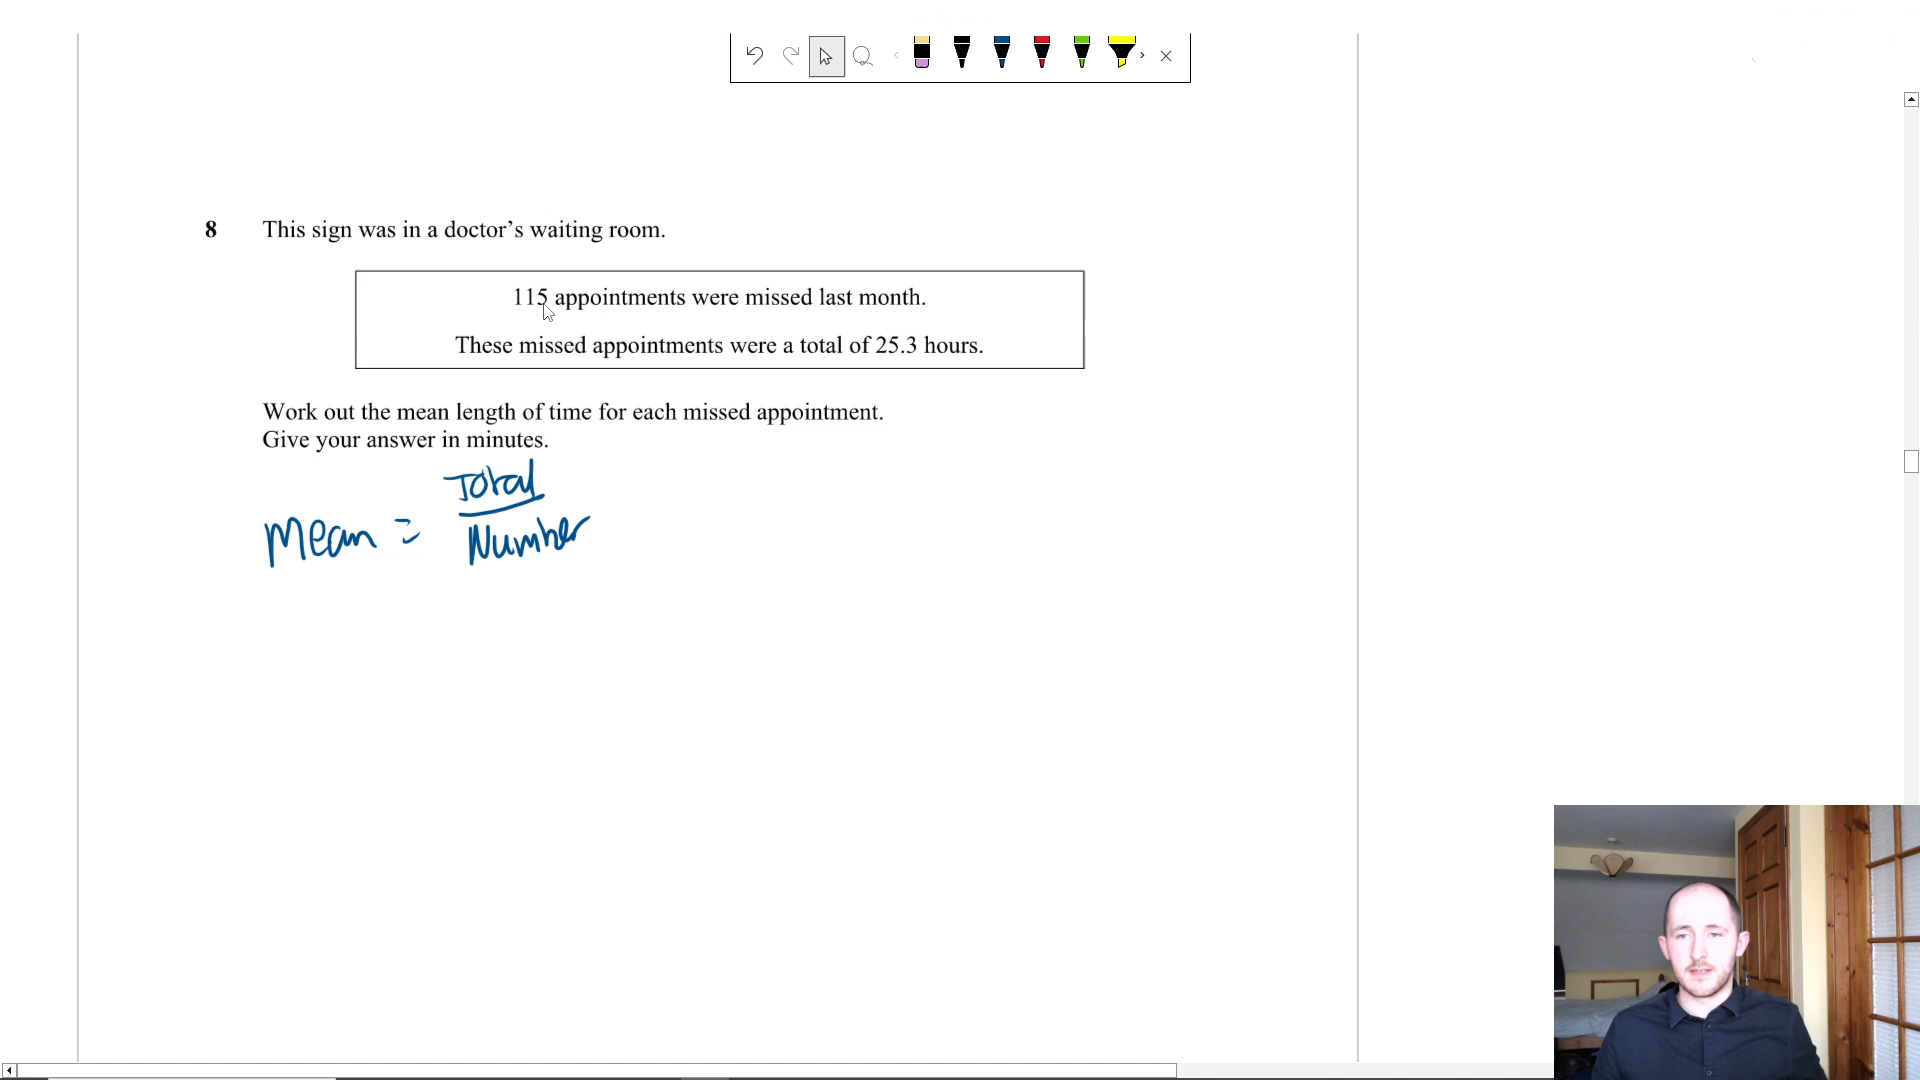 8 This sign was in a doctor's waiting room.
115 appointments were missed last month.
These missed appointments were a total of 25.3 hours.
Work out the mean length of time for each missed appointment.
Give your answer in minutes.
Total
Mean =
Number